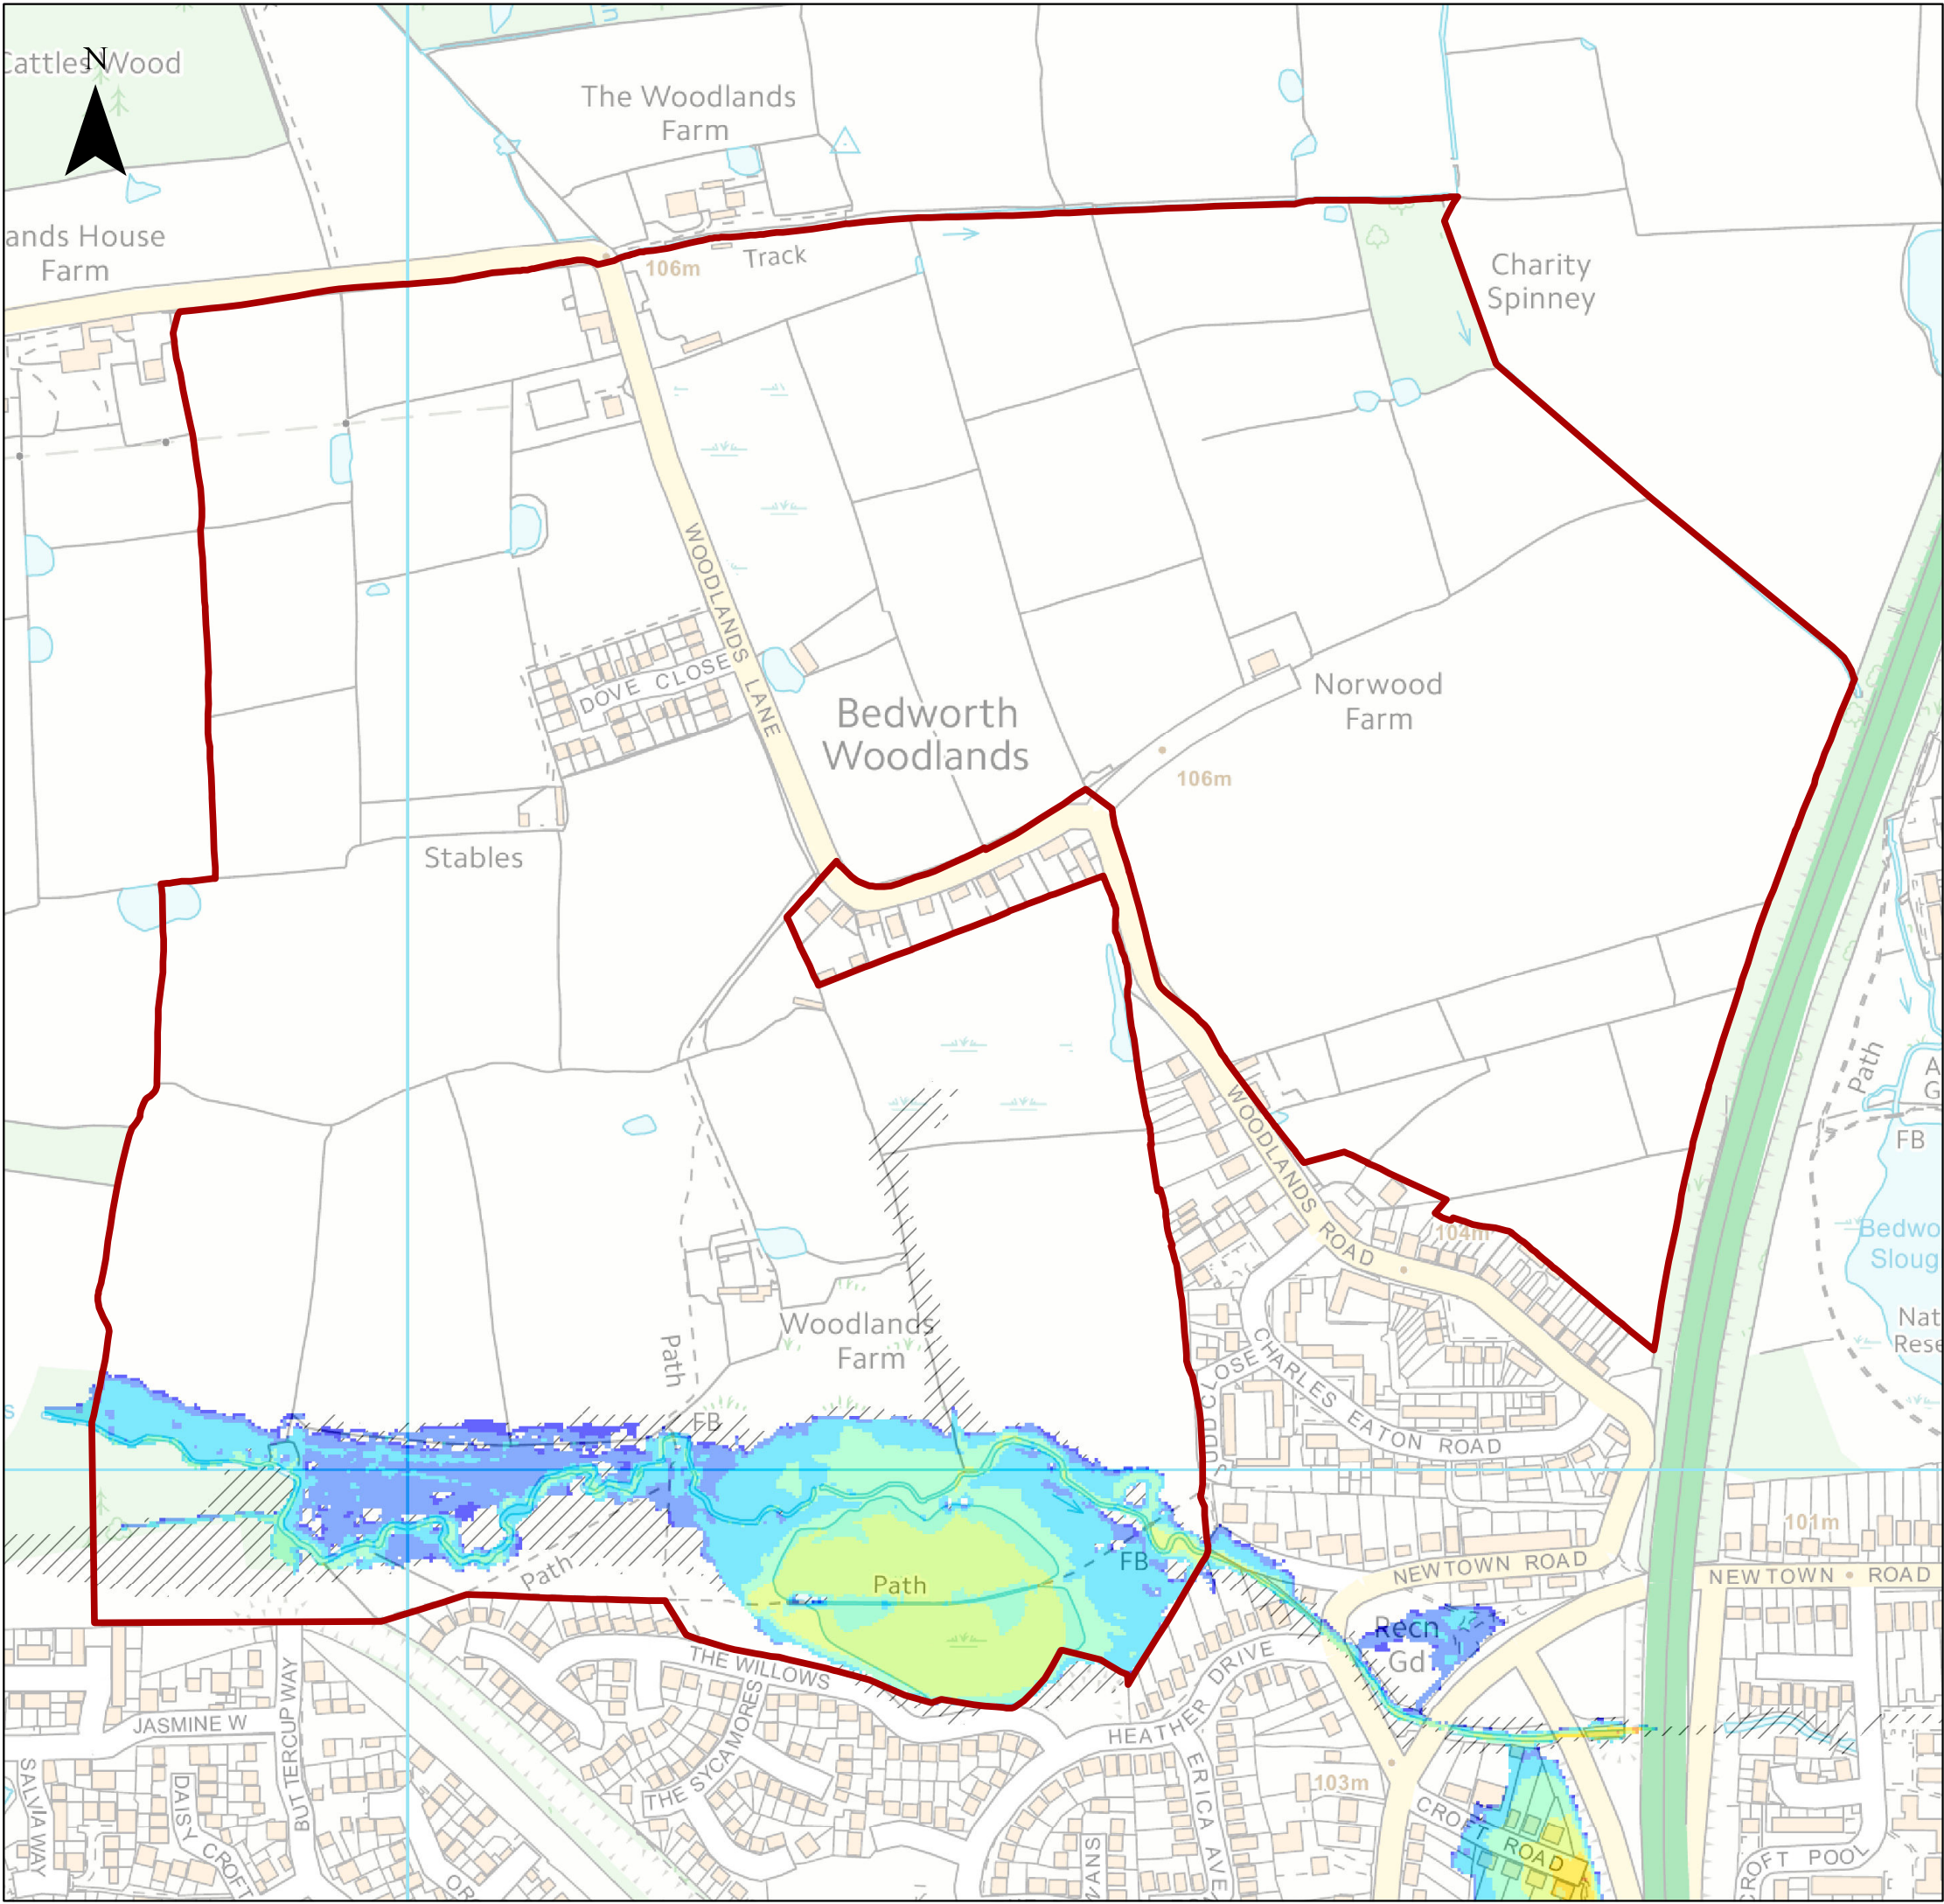 N
Cattles Wood
The Woodlands
Farm
ands House
Farm
106m
Track
Charity
Spinney
WOODLANDS LANE
DOVE CLOSE
Bedworth
Woodlands
Norwood
Farm
106m
Stables
Path
A
G
FB
WOODLANDS ROAD
104m
Bedwo
Sloug
Nat
Rese
Woodlands
Farm
Path
CHARLES EATON ROAD
CLOSE
FB
s
101m
FB
Path
Path
NEWTOWN ROAD
NEWTOWN ROAD
Recn
Gd
THE WILLOWS
HEATHER DRIVE
JASMINE W
BUTTERCUP WAY
THE SYCAMORES
ERICA AVE
103m
SALVIA WAY
DAISY CROFT
CROFT ROAD
CROFT POOL
OR
WANS